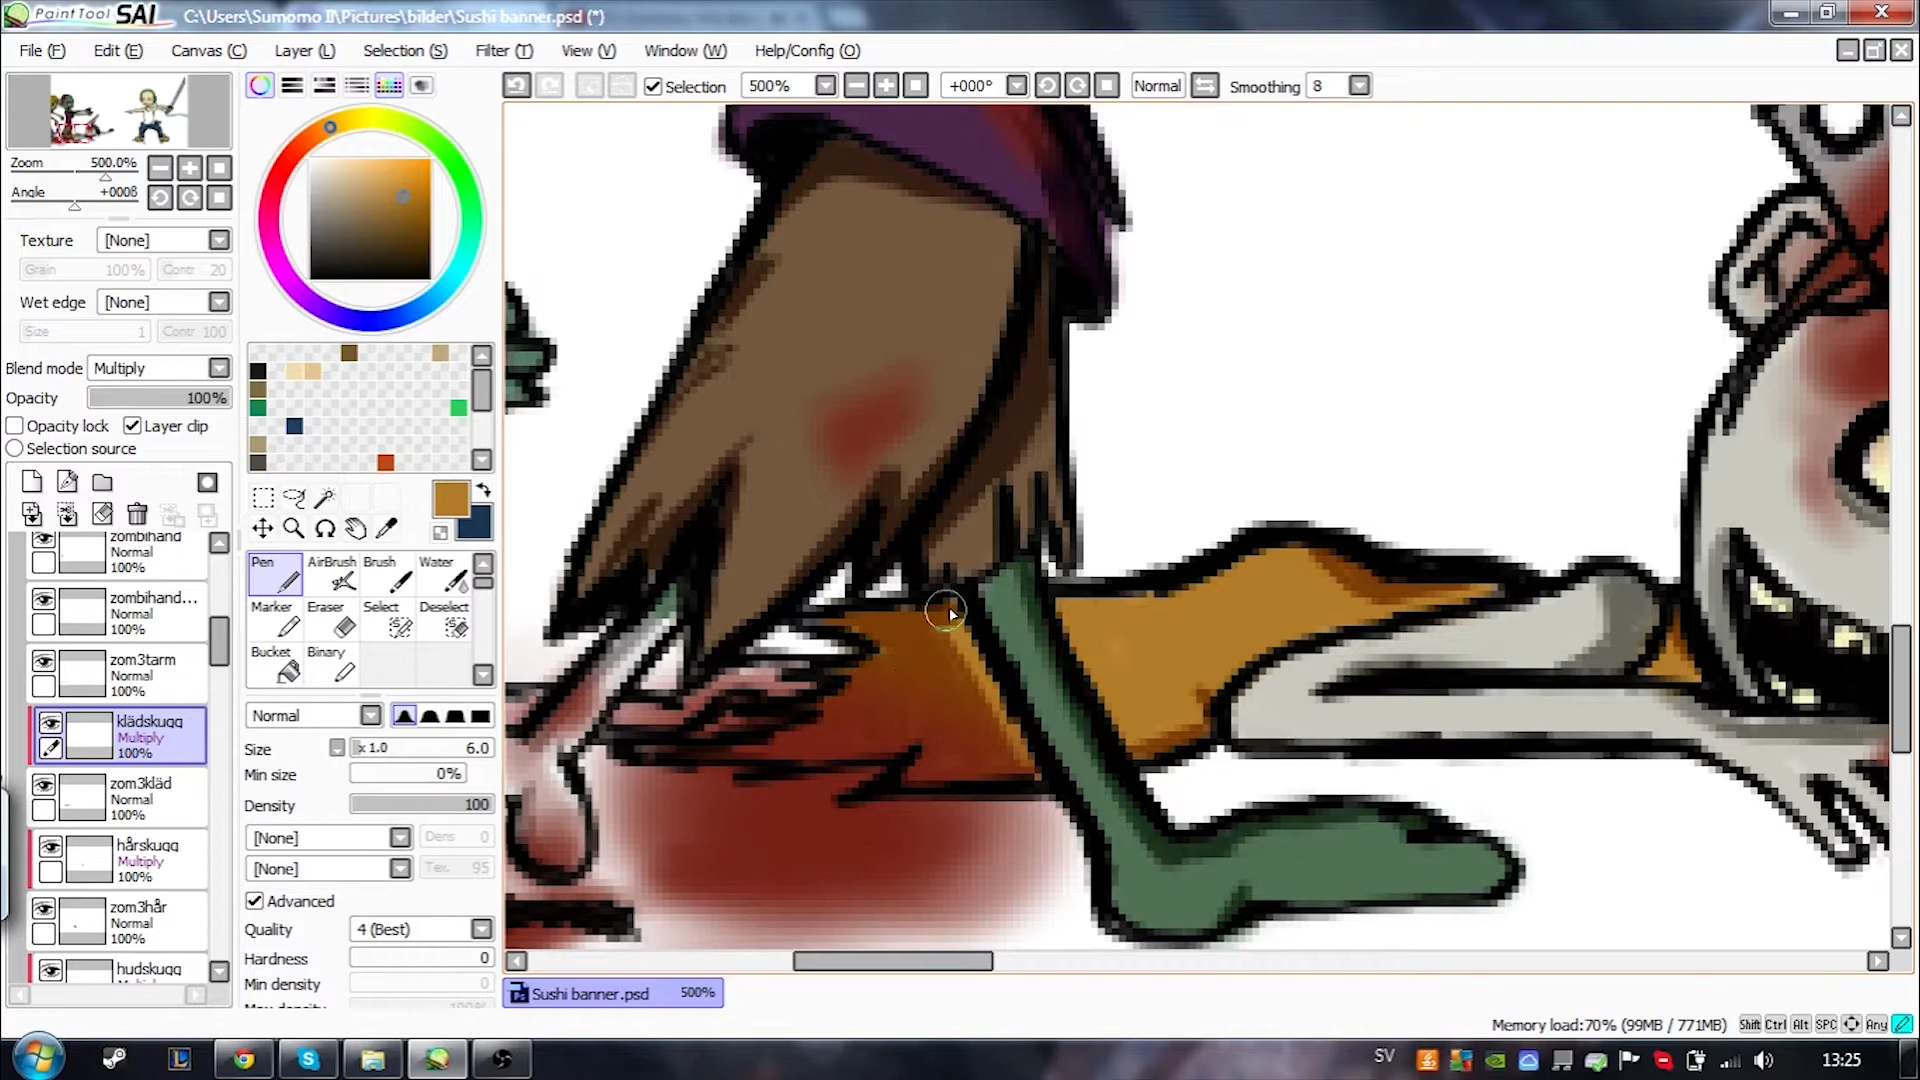 PaintTool SAI C:\Users\Sumomo II\Pictures\bilder\Sushi banner.psd (*)
File (F) Edit (E) Canvas (C) Layer (L) Selection (S) Filter (T) View (V) Window (W) Help/Config (O)
Selection 500% +000° Normal Smoothing 8
Zoom 500.0%
Angle +000ß
Texture [None]
Grain 100% Contr 20
Wet edge [None]
Size 1 Contr 100
Blend mode Multiply
Opacity 100%
Opacity lock Layer clip
Selection source
zombihand
Normal
100%
zombihand...
Normal
100%
zom3tarm
Normal
100%
klädskugg
Multiply
100%
zom3kläd
Normal
100%
hårskugg
Multiply
100%
zom3hår
Normal
100%
hudskugg
Pen AirBrush Brush Water
Marker Eraser Select Deselect
Bucket Binary
Normal
Size x 1.0 6.0
Min size 0%
Density 100
[None] Dens 0
[None] Tex. 95
Advanced
Quality 4 (Best)
Hardness 0
Min density 0
Sushi banner.psd 500%
Memory load:70% (99MB / 771MB) Shift Ctrl Alt SPC Any
SV 13:25